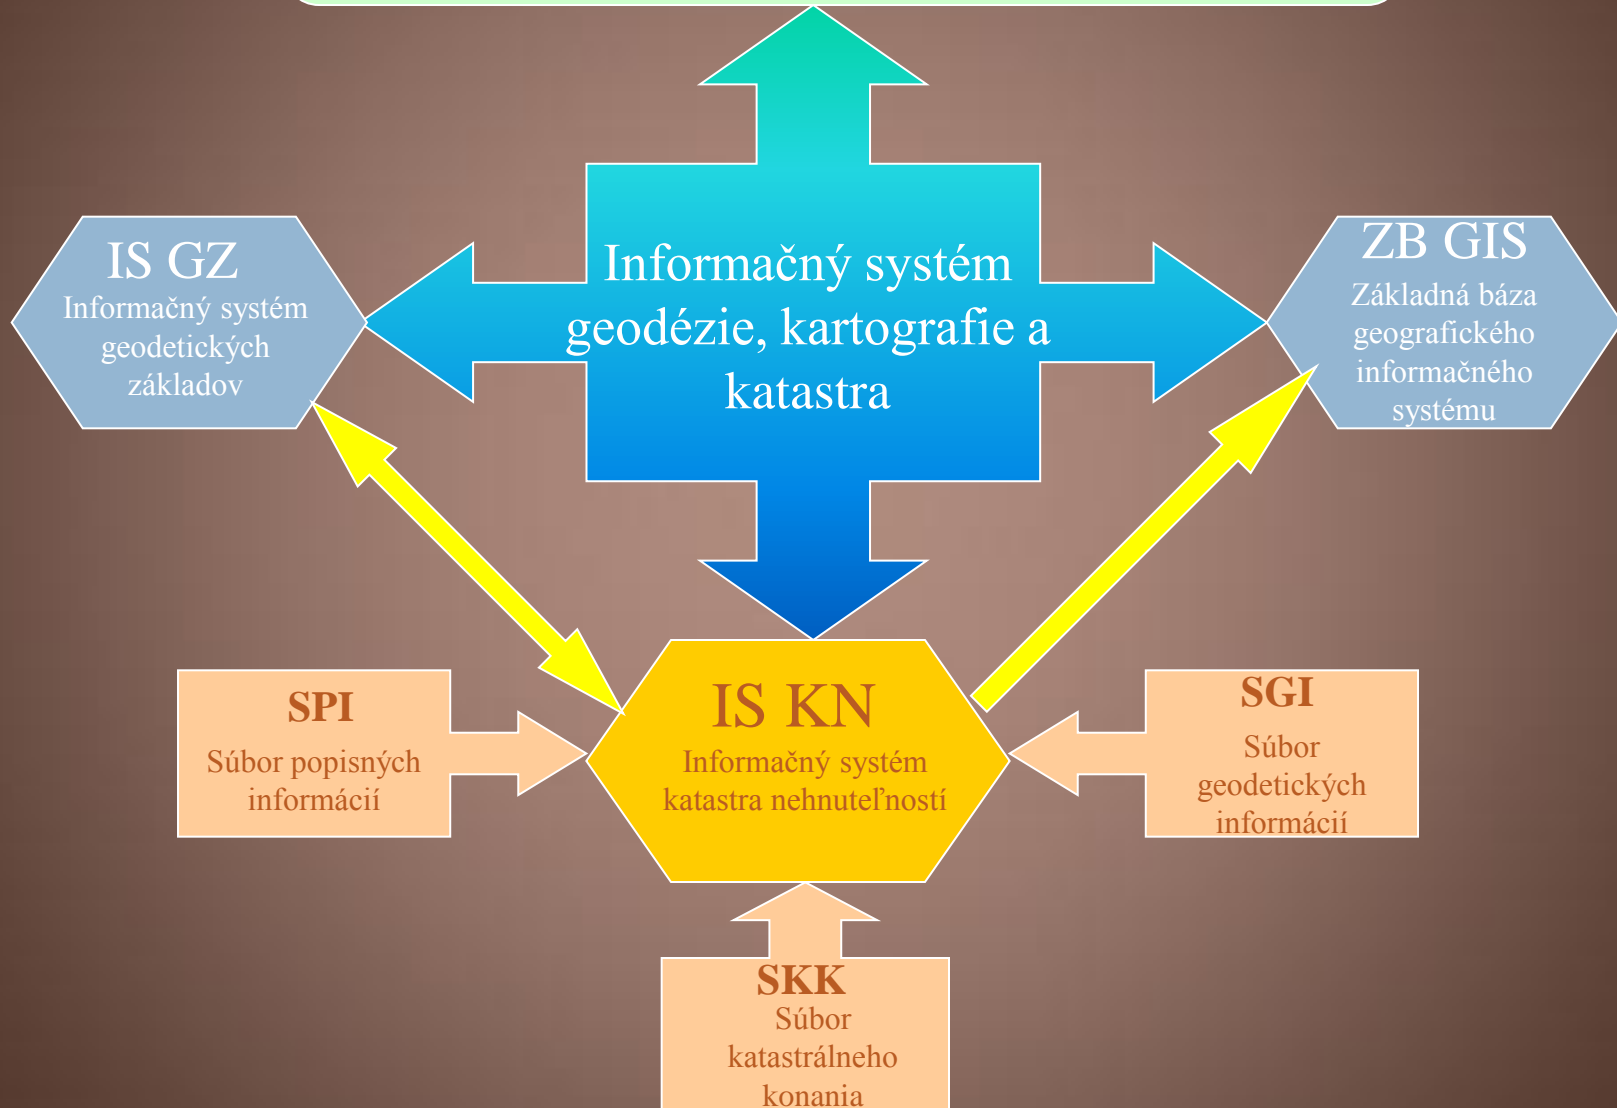 Informačný systém
geodézie, kartografie a
katastra
IS GZ
Informačný systém
geodetických
základov
ZB GIS
Základná báza
geografického
informačného
systému
IS KN
Informačný systém
katastra nehnuteľností
SPI
Súbor popisných
informácií
SGI
Súbor
geodetických
informácií
SKK
Súbor
katastrálneho
konania